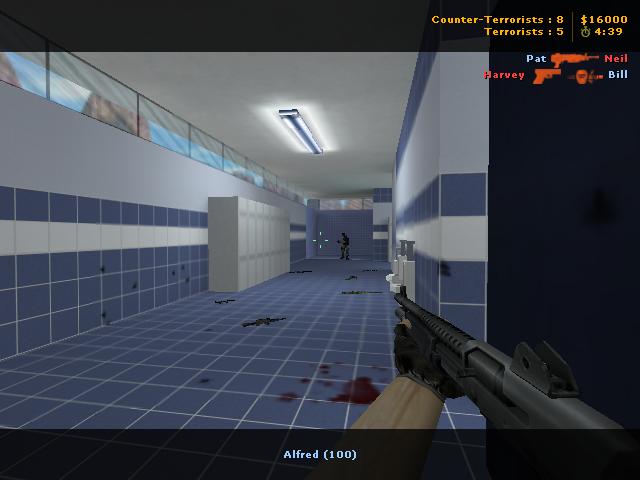 Counter-Terrorists : 8 $16000
Terrorists : 5 4:39
Pat Neil
Harvey Bill
Alfred (100)